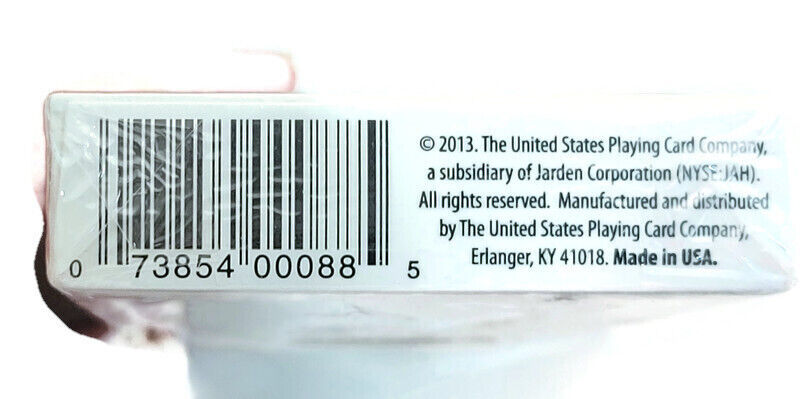 © 2013. The United States Playing Card Company,
a subsidiary of Jarden Corporation (NYSE:JAH).
All rights reserved. Manufactured and distributed
by The United States Playing Card Company,
Erlanger, KY 41018. Made in USA.
0 73854 00088 5